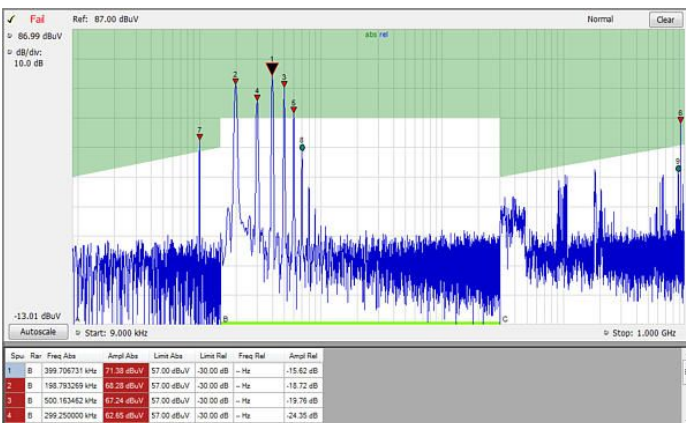 ✓ Fail Ref: 87.00 dBuV Normal Clear
86.99 dBuV
dB/div:
10.0 dB
abs rel
1
2
3
4
5
6
7
8
9
A
B
C
-13.01 dBuV
Autoscale
Start: 9.000 kHz Stop: 1.000 GHz
Spu Ran Freq Abs Ampl Abs Limit Abs Limit Rel Freq Rel Ampl Rel
1 B 399.706731 kHz 71.38 dBuV 57.00 dBuV -30.00 dB -- Hz -15.62 dB
2 B 198.793269 kHz 68.28 dBuV 57.00 dBuV -30.00 dB -- Hz -18.72 dB
3 B 500.163462 kHz 67.24 dBuV 57.00 dBuV -30.00 dB -- Hz -19.76 dB
4 B 299.250000 kHz 62.65 dBuV 57.00 dBuV -30.00 dB -- Hz -24.35 dB